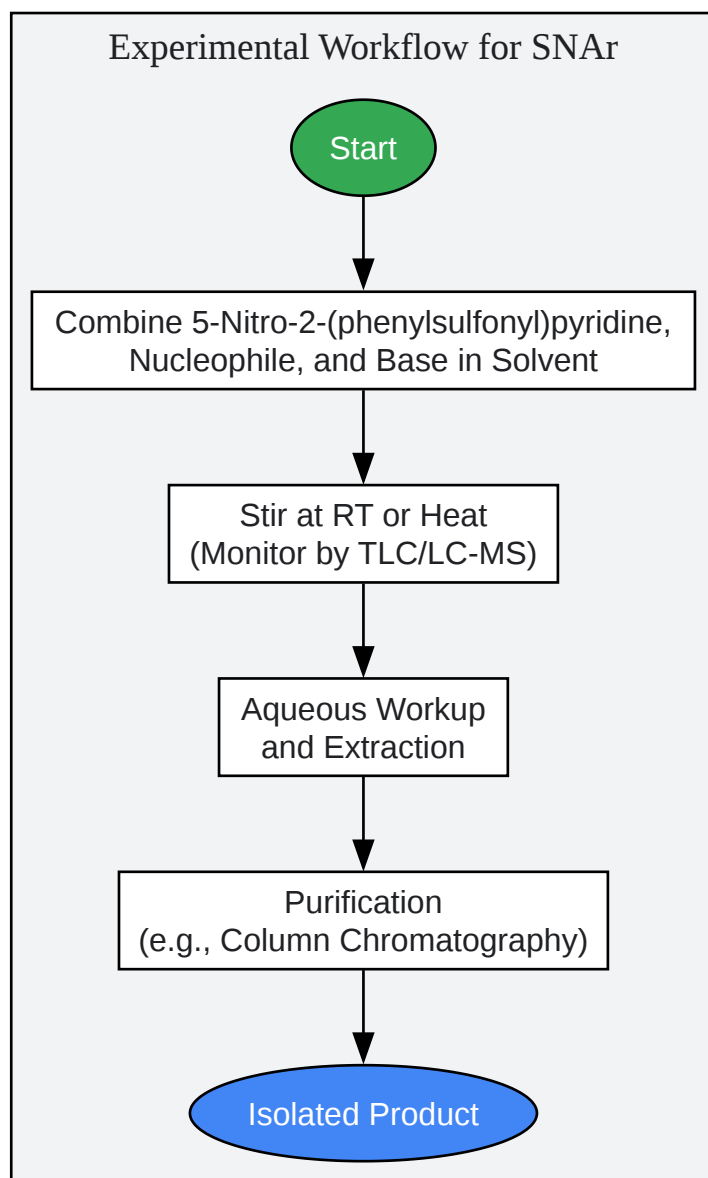 Experimental Workflow for SNAr
Start
Combine 5-Nitro-2-(phenylsulfonyl)pyridine,
Nucleophile, and Base in Solvent
Stir at RT or Heat
(Monitor by TLC/LC-MS)
Aqueous Workup
and Extraction
Purification
(e.g., Column Chromatography)
Isolated Product